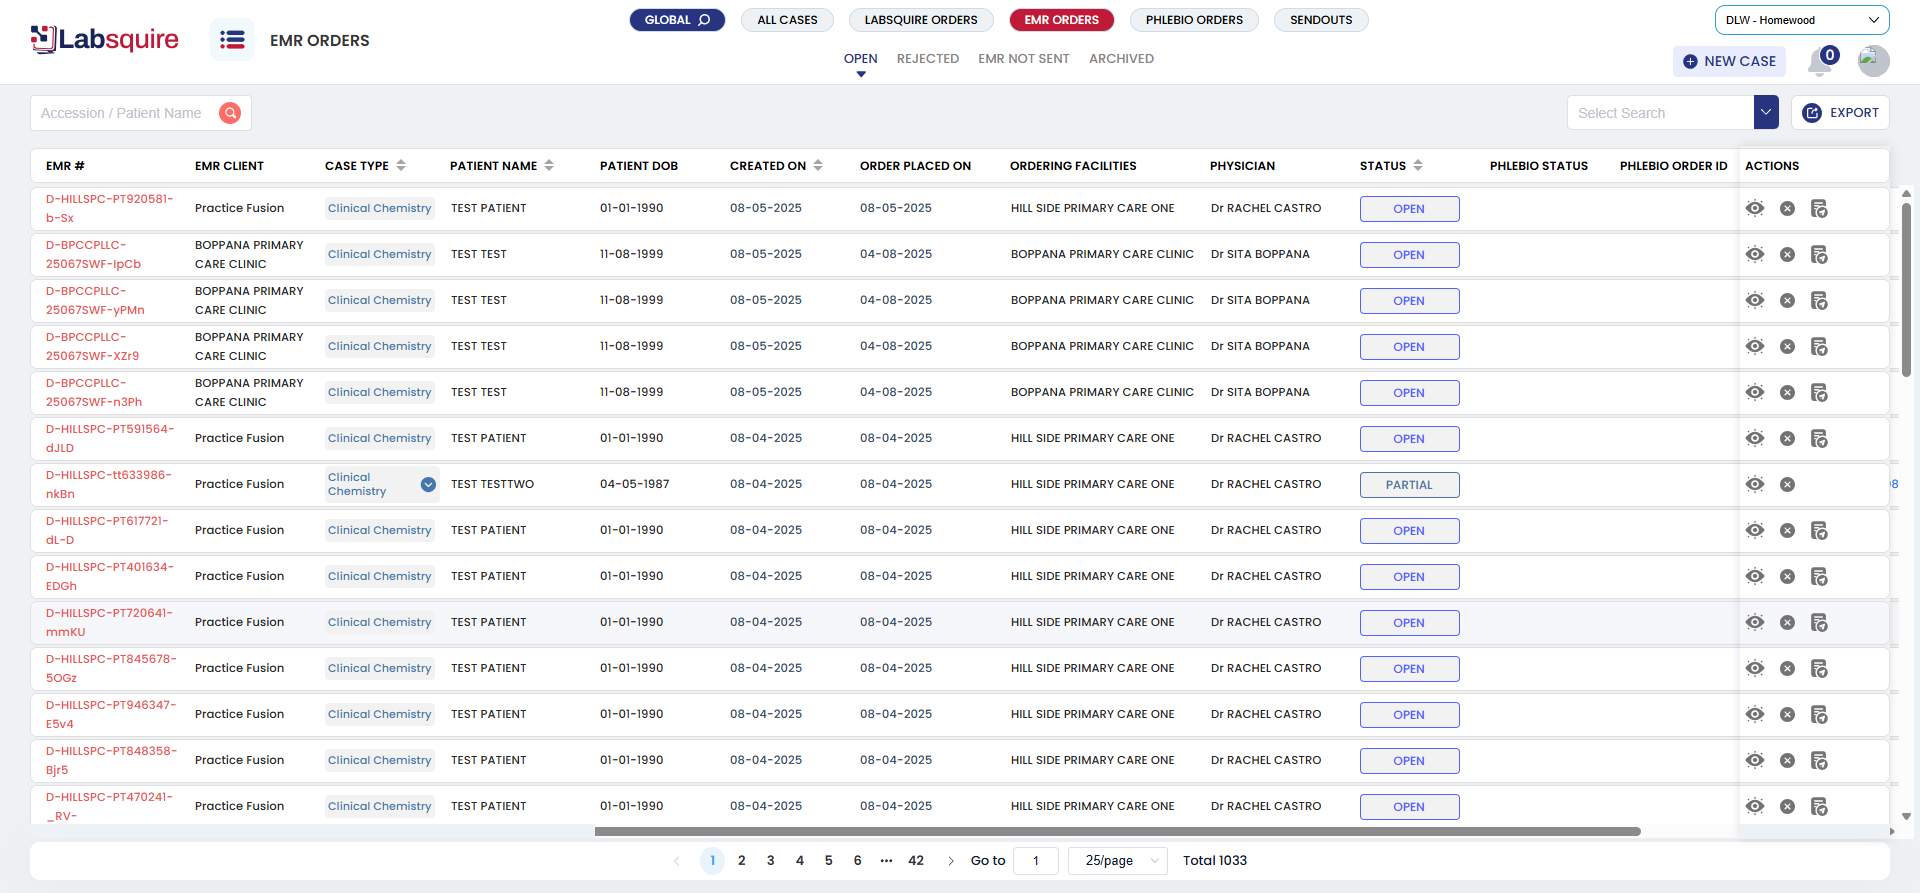 Labsquire
EMR ORDERS
GLOBAL
ALL CASES
LABSQUIRE ORDERS
EMR ORDERS
PHLEBIO ORDERS
SENDOUTS
DLW - Homewood
OPEN
REJECTED
EMR NOT SENT
ARCHIVED
NEW CASE
0
Accession / Patient Name
Select Search
EXPORT
EMR # EMR CLIENT CASE TYPE PATIENT NAME PATIENT DOB CREATED ON ORDER PLACED ON ORDERING FACILITIES PHYSICIAN STATUS PHLEBIO STATUS PHLEBIO ORDER ID ACTIONS
D-HILLSPC-PT920581-
b-Sx
Practice Fusion Clinical Chemistry TEST PATIENT 01-01-1990 08-05-2025 08-05-2025 HILL SIDE PRIMARY CARE ONE Dr RACHEL CASTRO OPEN
D-BPCCPLLC-
25067SWF-IpCb
BOPPANA PRIMARY
CARE CLINIC
Clinical Chemistry TEST TEST 11-08-1999 08-05-2025 04-08-2025 BOPPANA PRIMARY CARE CLINIC Dr SITA BOPPANA OPEN
D-BPCCPLLC-
25067SWF-yPMn
BOPPANA PRIMARY
CARE CLINIC
Clinical Chemistry TEST TEST 11-08-1999 08-05-2025 04-08-2025 BOPPANA PRIMARY CARE CLINIC Dr SITA BOPPANA OPEN
D-BPCCPLLC-
25067SWF-XZr9
BOPPANA PRIMARY
CARE CLINIC
Clinical Chemistry TEST TEST 11-08-1999 08-05-2025 04-08-2025 BOPPANA PRIMARY CARE CLINIC Dr SITA BOPPANA OPEN
D-BPCCPLLC-
25067SWF-n3Ph
BOPPANA PRIMARY
CARE CLINIC
Clinical Chemistry TEST TEST 11-08-1999 08-05-2025 04-08-2025 BOPPANA PRIMARY CARE CLINIC Dr SITA BOPPANA OPEN
D-HILLSPC-PT591564-
dJLD
Practice Fusion Clinical Chemistry TEST PATIENT 01-01-1990 08-04-2025 08-04-2025 HILL SIDE PRIMARY CARE ONE Dr RACHEL CASTRO OPEN
D-HILLSPC-tt633986-
nkBn
Practice Fusion
Clinical
Chemistry
TEST TESTTWO 04-05-1987 08-04-2025 08-04-2025 HILL SIDE PRIMARY CARE ONE Dr RACHEL CASTRO PARTIAL
D-HILLSPC-PT617721-
dL-D
Practice Fusion Clinical Chemistry TEST PATIENT 01-01-1990 08-04-2025 08-04-2025 HILL SIDE PRIMARY CARE ONE Dr RACHEL CASTRO OPEN
D-HILLSPC-PT401634-
EDGh
Practice Fusion Clinical Chemistry TEST PATIENT 01-01-1990 08-04-2025 08-04-2025 HILL SIDE PRIMARY CARE ONE Dr RACHEL CASTRO OPEN
D-HILLSPC-PT720641-
mmKU
Practice Fusion Clinical Chemistry TEST PATIENT 01-01-1990 08-04-2025 08-04-2025 HILL SIDE PRIMARY CARE ONE Dr RACHEL CASTRO OPEN
D-HILLSPC-PT845678-
5OGz
Practice Fusion Clinical Chemistry TEST PATIENT 01-01-1990 08-04-2025 08-04-2025 HILL SIDE PRIMARY CARE ONE Dr RACHEL CASTRO OPEN
D-HILLSPC-PT946347-
E5v4
Practice Fusion Clinical Chemistry TEST PATIENT 01-01-1990 08-04-2025 08-04-2025 HILL SIDE PRIMARY CARE ONE Dr RACHEL CASTRO OPEN
D-HILLSPC-PT848358-
Bjr5
Practice Fusion Clinical Chemistry TEST PATIENT 01-01-1990 08-04-2025 08-04-2025 HILL SIDE PRIMARY CARE ONE Dr RACHEL CASTRO OPEN
D-HILLSPC-PT470241-
_RV-
Practice Fusion Clinical Chemistry TEST PATIENT 01-01-1990 08-04-2025 08-04-2025 HILL SIDE PRIMARY CARE ONE Dr RACHEL CASTRO OPEN
1 2 3 4 5 6 ••• 42 Go to 1 25/page Total 1033